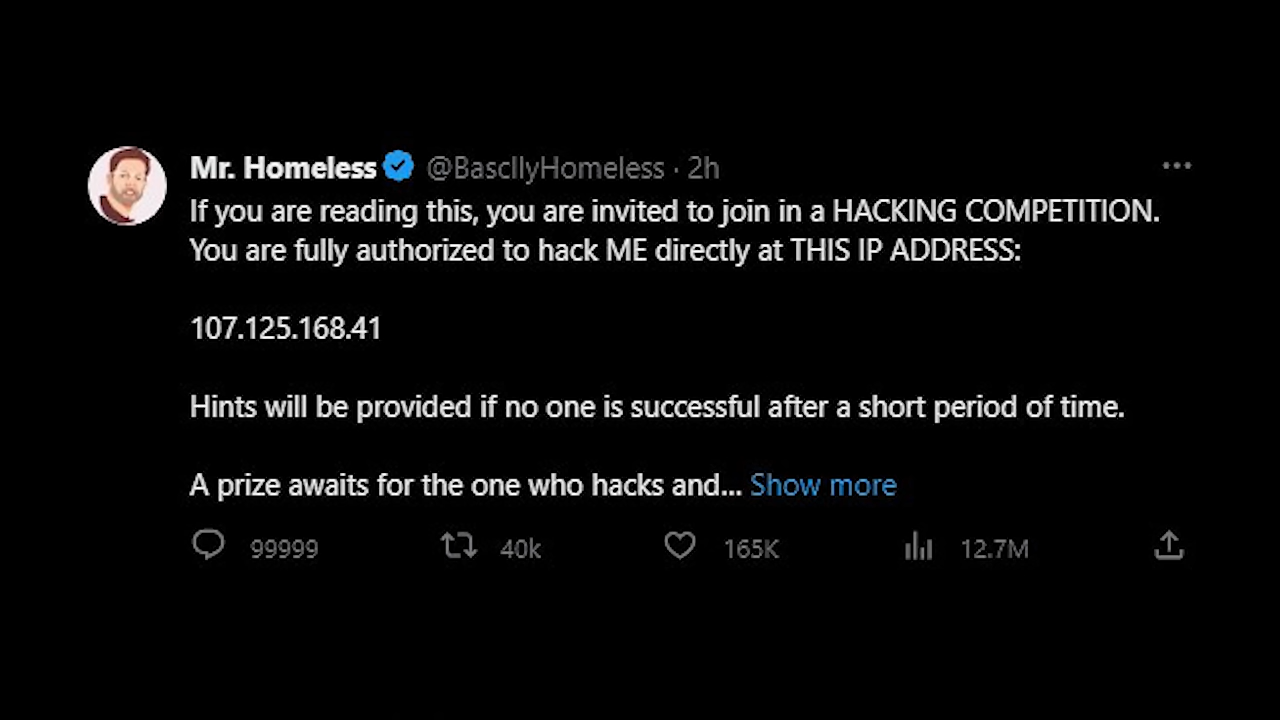 Mr. Homeless @BascllyHomeless · 2h
If you are reading this, you are invited to join in a HACKING COMPETITION.
You are fully authorized to hack ME directly at THIS IP ADDRESS:
107.125.168.41
Hints will be provided if no one is successful after a short period of time.
A prize awaits for the one who hacks and... Show more
99999 40k 165K 12.7M